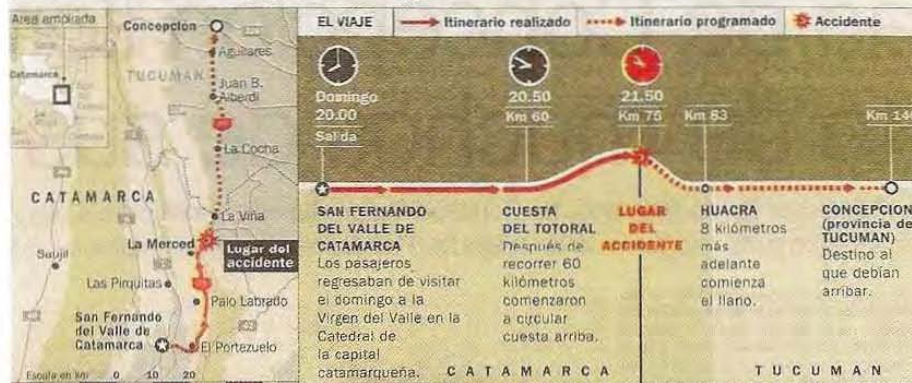 Area ampliada
Catamarca
Concepción
Aguilares
TUCUMAN
Juan B.
Alberdi
La Cocha
CATAMARCA
La Viña
La Merced
Lugar del
accidente
Saujil
Las Pirquitas
Palo Labrado
San Fernando
del Valle de
Catamarca
El Portezuelo
Escala en km 0 10 20
EL VIAJE
Itinerario realizado
Itinerario programado
Accidente
Domingo
20.00
Salida
20.50
Km 60
21.50
Km 75
Km 83
Km 140
SAN FERNANDO
DEL VALLE DE
CATAMARCA
Los pasajeros
regresaban de visitar
el domingo a la
Virgen del Valle en la
Catedral de
la capital
catamarqueña.
CUESTA
DEL TOTORAL
Después de
recorrer 60
kilómetros
comenzaron
a circular
cuesta arriba.
LUGAR
DEL
ACCIDENTE
HUACRA
8 kilómetros
más
adelante
comienza
el llano.
CONCEPCION
(provincia de
TUCUMAN)
Destino al
que debían
arribar.
CATAMARCA
TUCUMAN